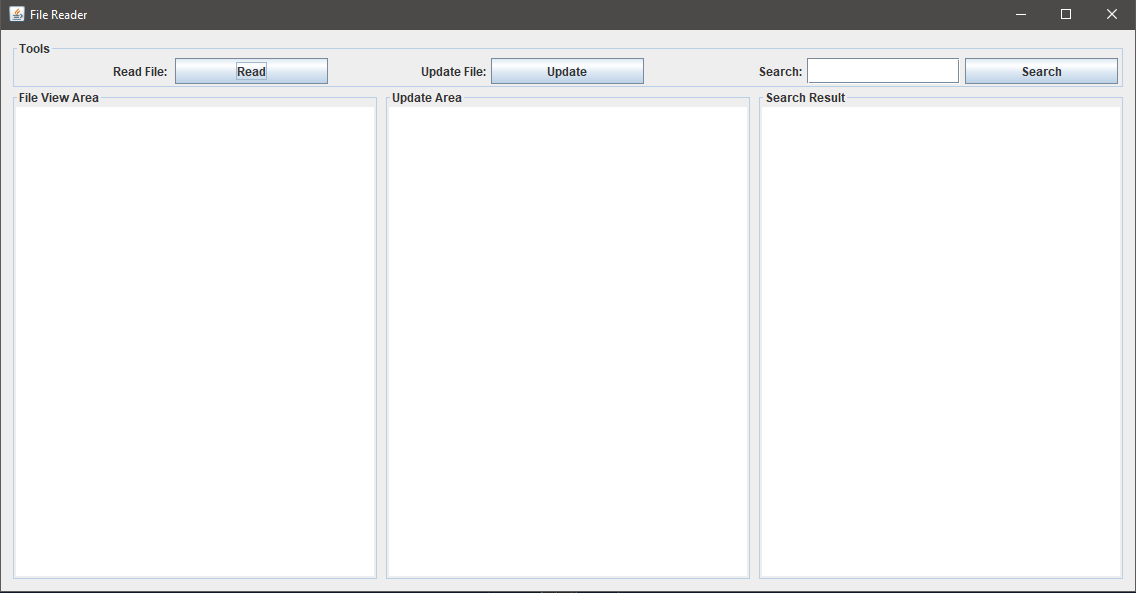 File Reader
Tools
Read File: Read Update File: Update Search: Search
File View Area Update Area Search Result